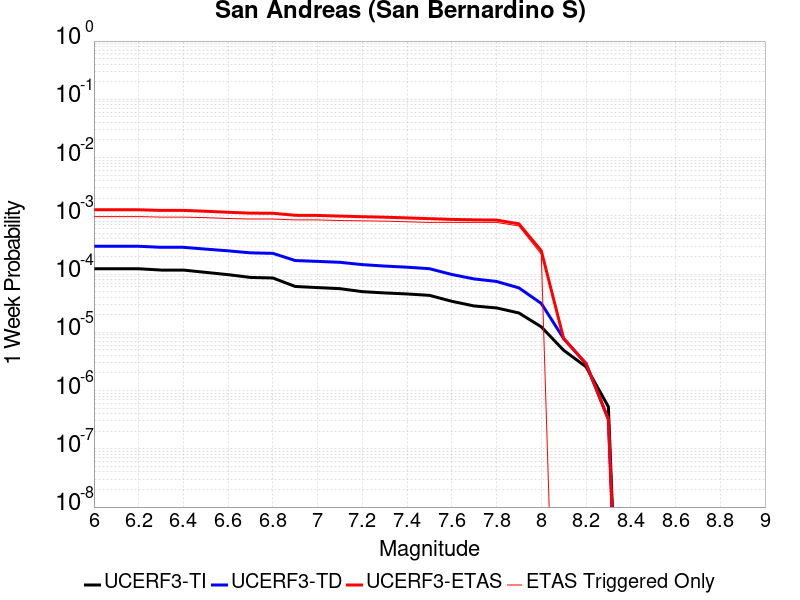 San Andreas (San Bernardino S)
10^0
10^-1
10^-2
10^-3
10^-4
10^-5
10^-6
10^-7
10^-8
1 Week Probability
6 6.2 6.4 6.6 6.8 7 7.2 7.4 7.6 7.8 8 8.2 8.4 8.6 8.8 9
Magnitude
UCERF3-TI UCERF3-TD UCERF3-ETAS ETAS Triggered Only